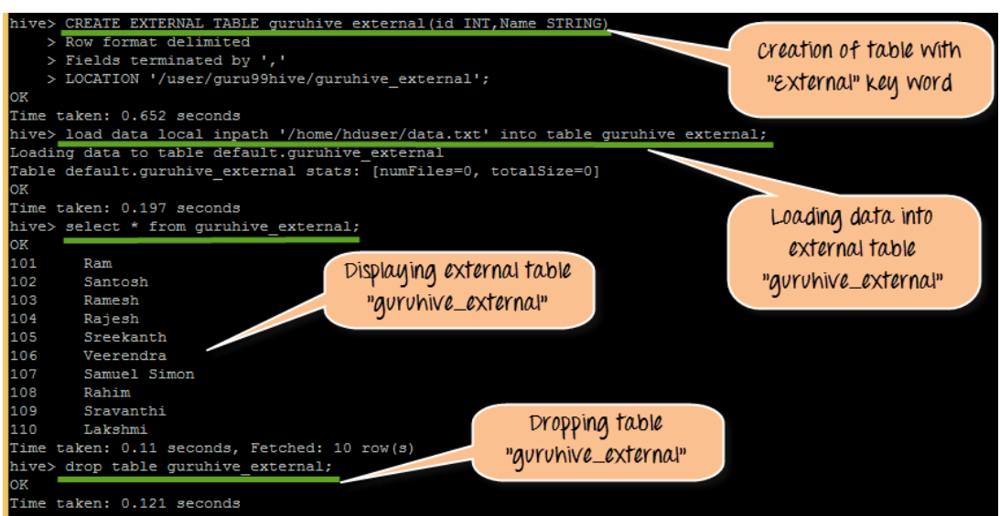 hive> CREATE EXTERNAL TABLE guruhive_external(id INT,Name STRING)
> Row format delimited
> Fields terminated by ','
> LOCATION '/user/guru99hive/guruhive_external';
OK
Time taken: 0.652 seconds
hive> load data local inpath '/home/hduser/data.txt' into table guruhive_external;
Loading data to table default.guruhive_external
Table default.guruhive_external stats: [numFiles=0, totalSize=0]
OK
Time taken: 0.197 seconds
hive> select * from guruhive_external;
OK
101 Ram
102 Santosh
103 Ramesh
104 Rajesh
105 Sreekanth
106 Veerendra
107 Samuel Simon
108 Rahim
109 Sravanthi
110 Lakshmi
Time taken: 0.11 seconds, Fetched: 10 row(s)
hive> drop table guruhive_external;
OK
Time taken: 0.121 seconds
Creation of table with
"External" key word
Loading data into
external table
"guruhive_external"
Displaying external table
"guruhive_external"
Dropping table
"guruhive_external"